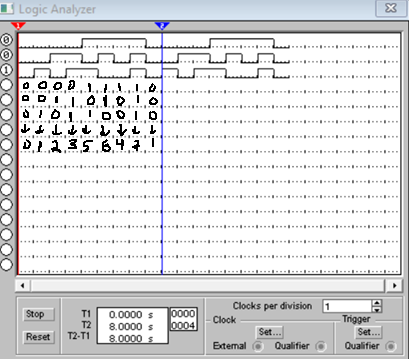 Logic Analyzer
1 2
0
0
1
0 0 0 0 1 1 1 1 0
0 0 1 1 0 1 0 1 0
0 1 0 1 1 0 0 1 0
↓ ↓ ↓ ↓ ↓ ↓ ↓ ↓ ↓
0 1 2 3 5 6 4 7 1
Stop
Reset
T1 0.0000 s 0000
T2 8.0000 s 0004
T2-T1 8.0000 s
Clocks per division 1
Clock Trigger
Set... Set...
External Qualifier Qualifier